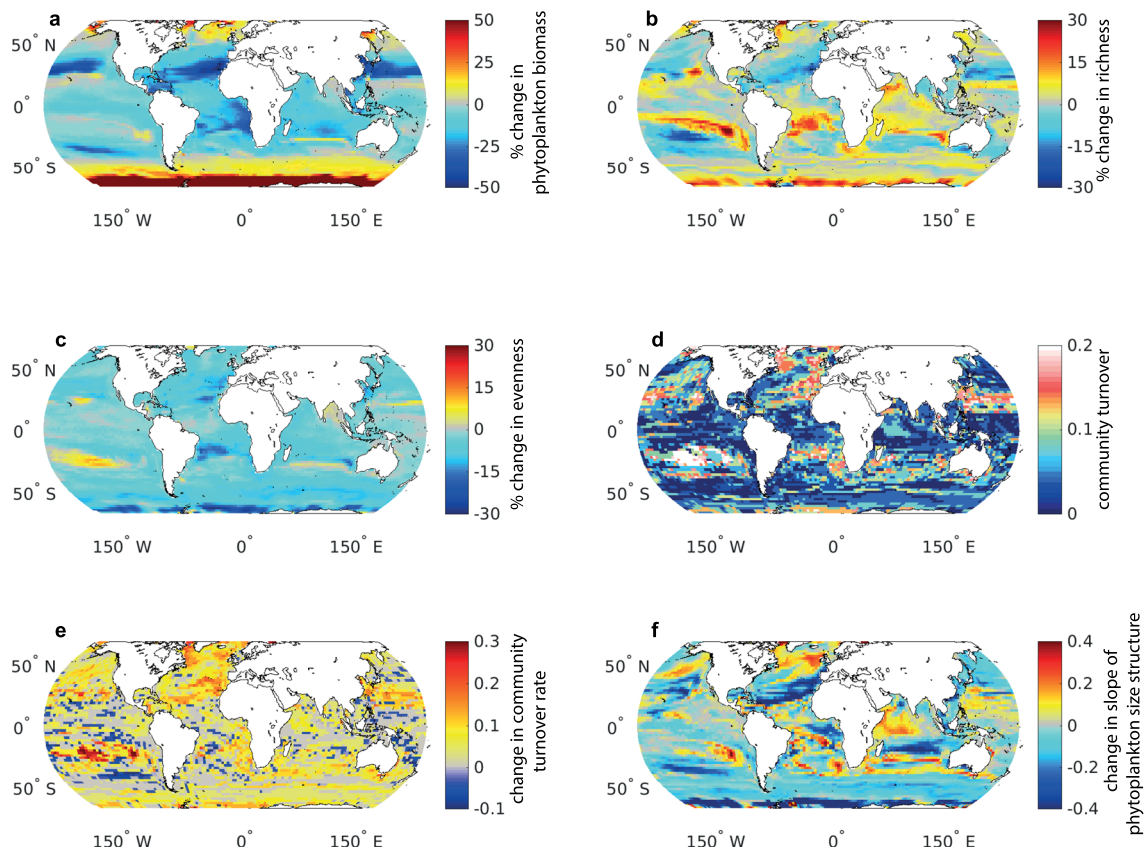 a
50° N
0°
50° S
150° W
0°
150° E
50
25
0
-25
-50
% change in
phytoplankton biomass
b
50° N
0°
50° S
150° W
0°
150° E
30
15
0
-15
-30
% change in richness
c
50° N
0°
50° S
150° W
0°
150° E
30
15
0
-15
-30
% change in evenness
d
50° N
0°
50° S
150° W
0°
150° E
0.2
0.1
0
community turnover
e
50° N
0°
50° S
150° W
0°
150° E
0.3
0.2
0.1
0
-0.1
change in community
turnover rate
f
50° N
0°
50° S
150° W
0°
150° E
0.4
0.2
0
-0.2
-0.4
change in slope of
phytoplankton size structure